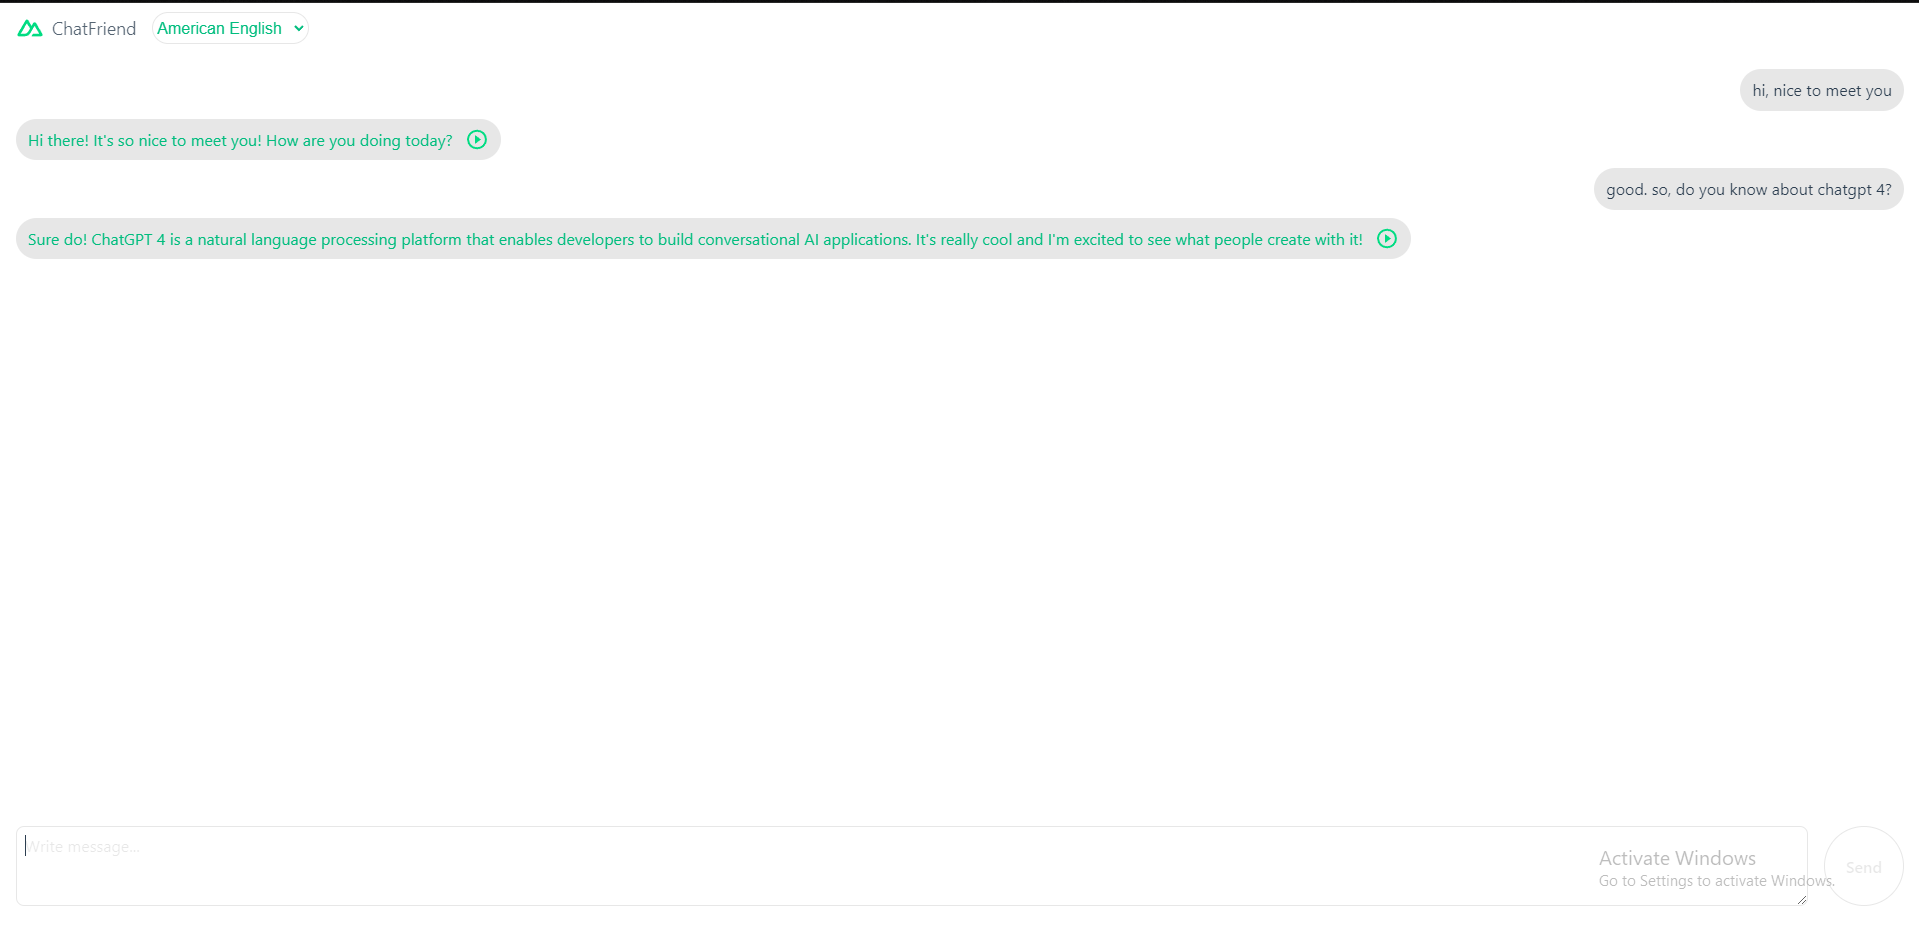 ChatFriend American English
hi, nice to meet you
Hi there! It's so nice to meet you! How are you doing today?
good. so, do you know about chatgpt 4?
Sure do! ChatGPT 4 is a natural language processing platform that enables developers to build conversational AI applications. It's really cool and I'm excited to see what people create with it!
Write message...
Activate Windows
Send
Go to Settings to activate Windows.